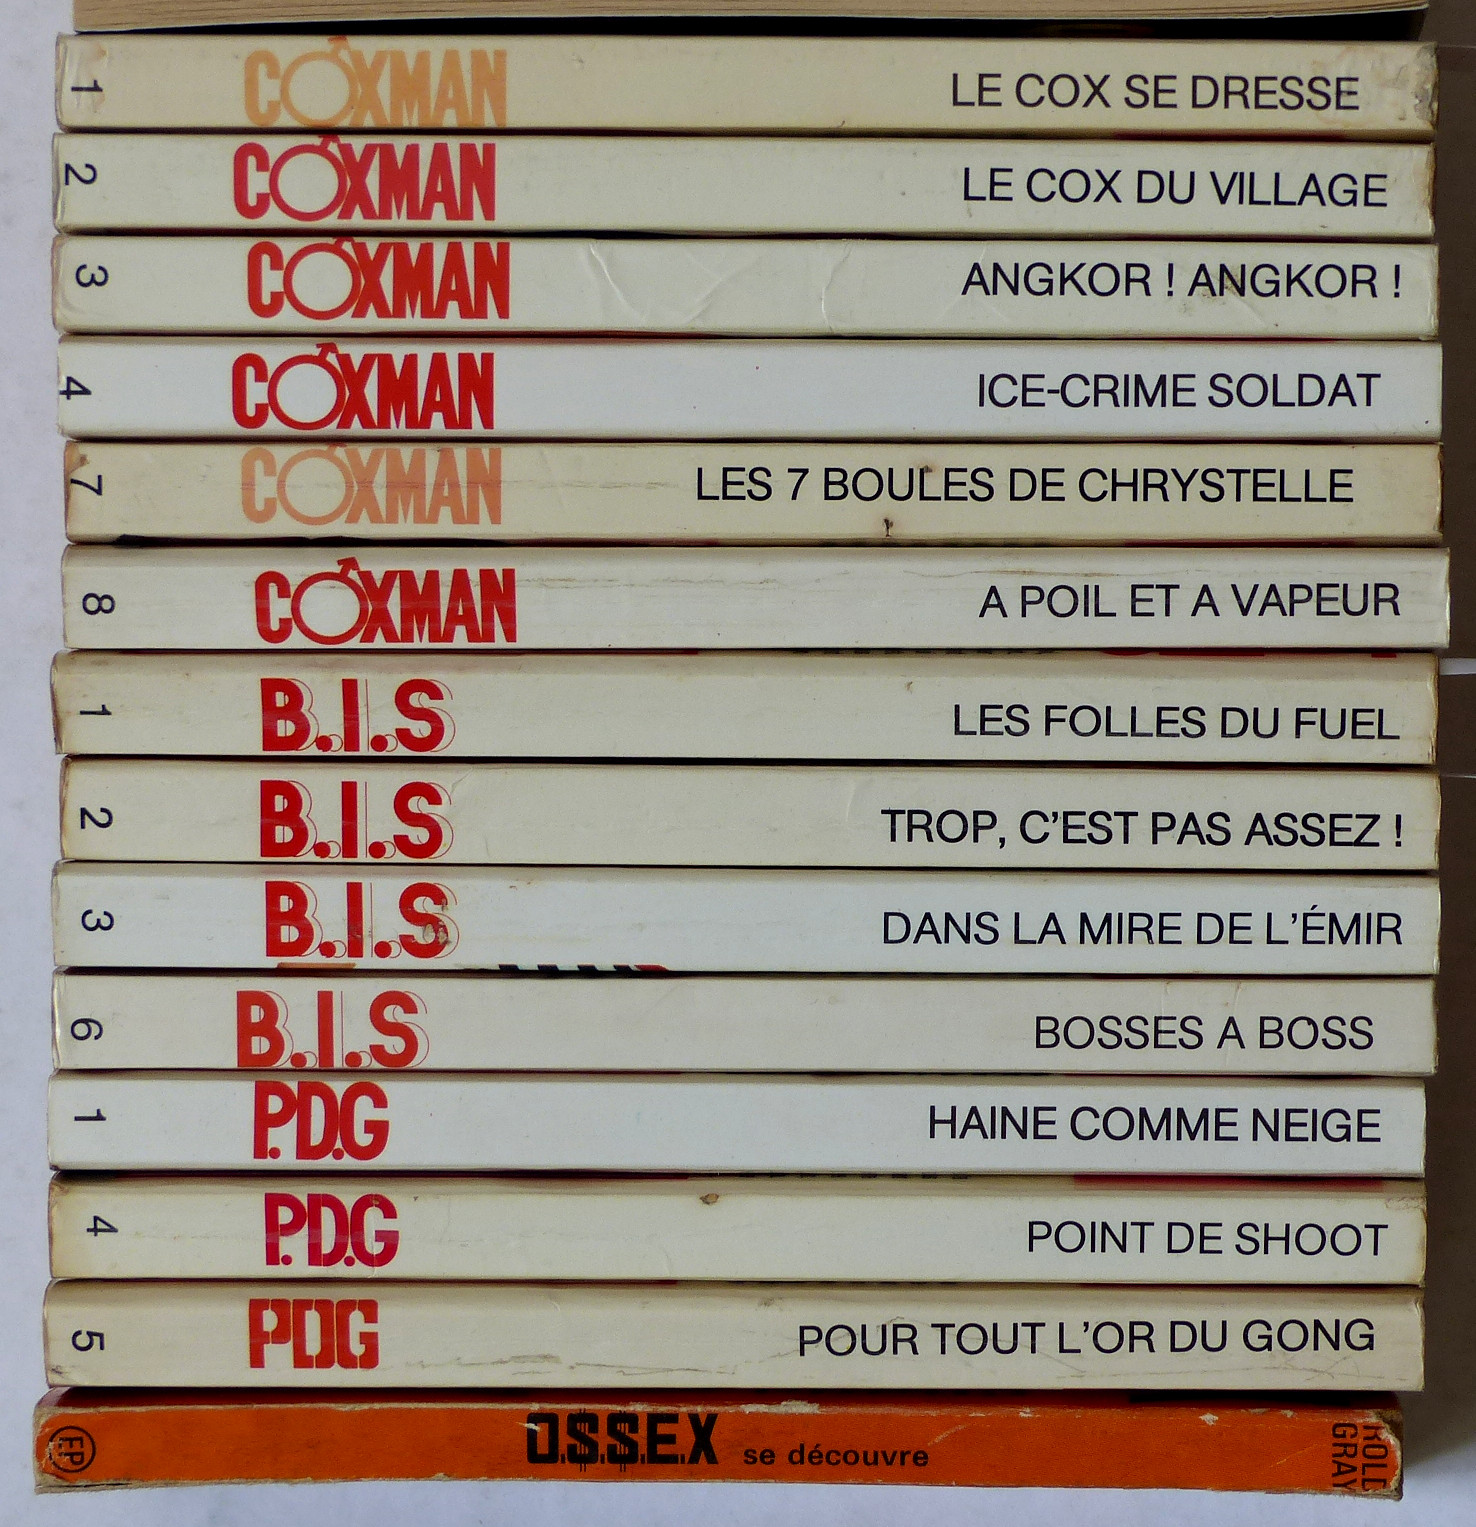 1 COXMAN LE COX SE DRESSE
2 COXMAN LE COX DU VILLAGE
3 COXMAN ANGKOR ! ANGKOR !
4 COXMAN ICE-CRIME SOLDAT
7 COXMAN LES 7 BOULES DE CHRYSTELLE
8 COXMAN A POIL ET A VAPEUR
1 B.I.S LES FOLLES DU FUEL
2 B.I.S TROP, C'EST PAS ASSEZ !
3 B.I.S DANS LA MIRE DE L'ÉMIR
6 B.I.S BOSSES A BOSS
1 P.D.G HAINE COMME NEIGE
4 P.D.G POINT DE SHOOT
5 PDG POUR TOUT L'OR DU GONG
EP O.$.$.E.X se découvre
GRAY